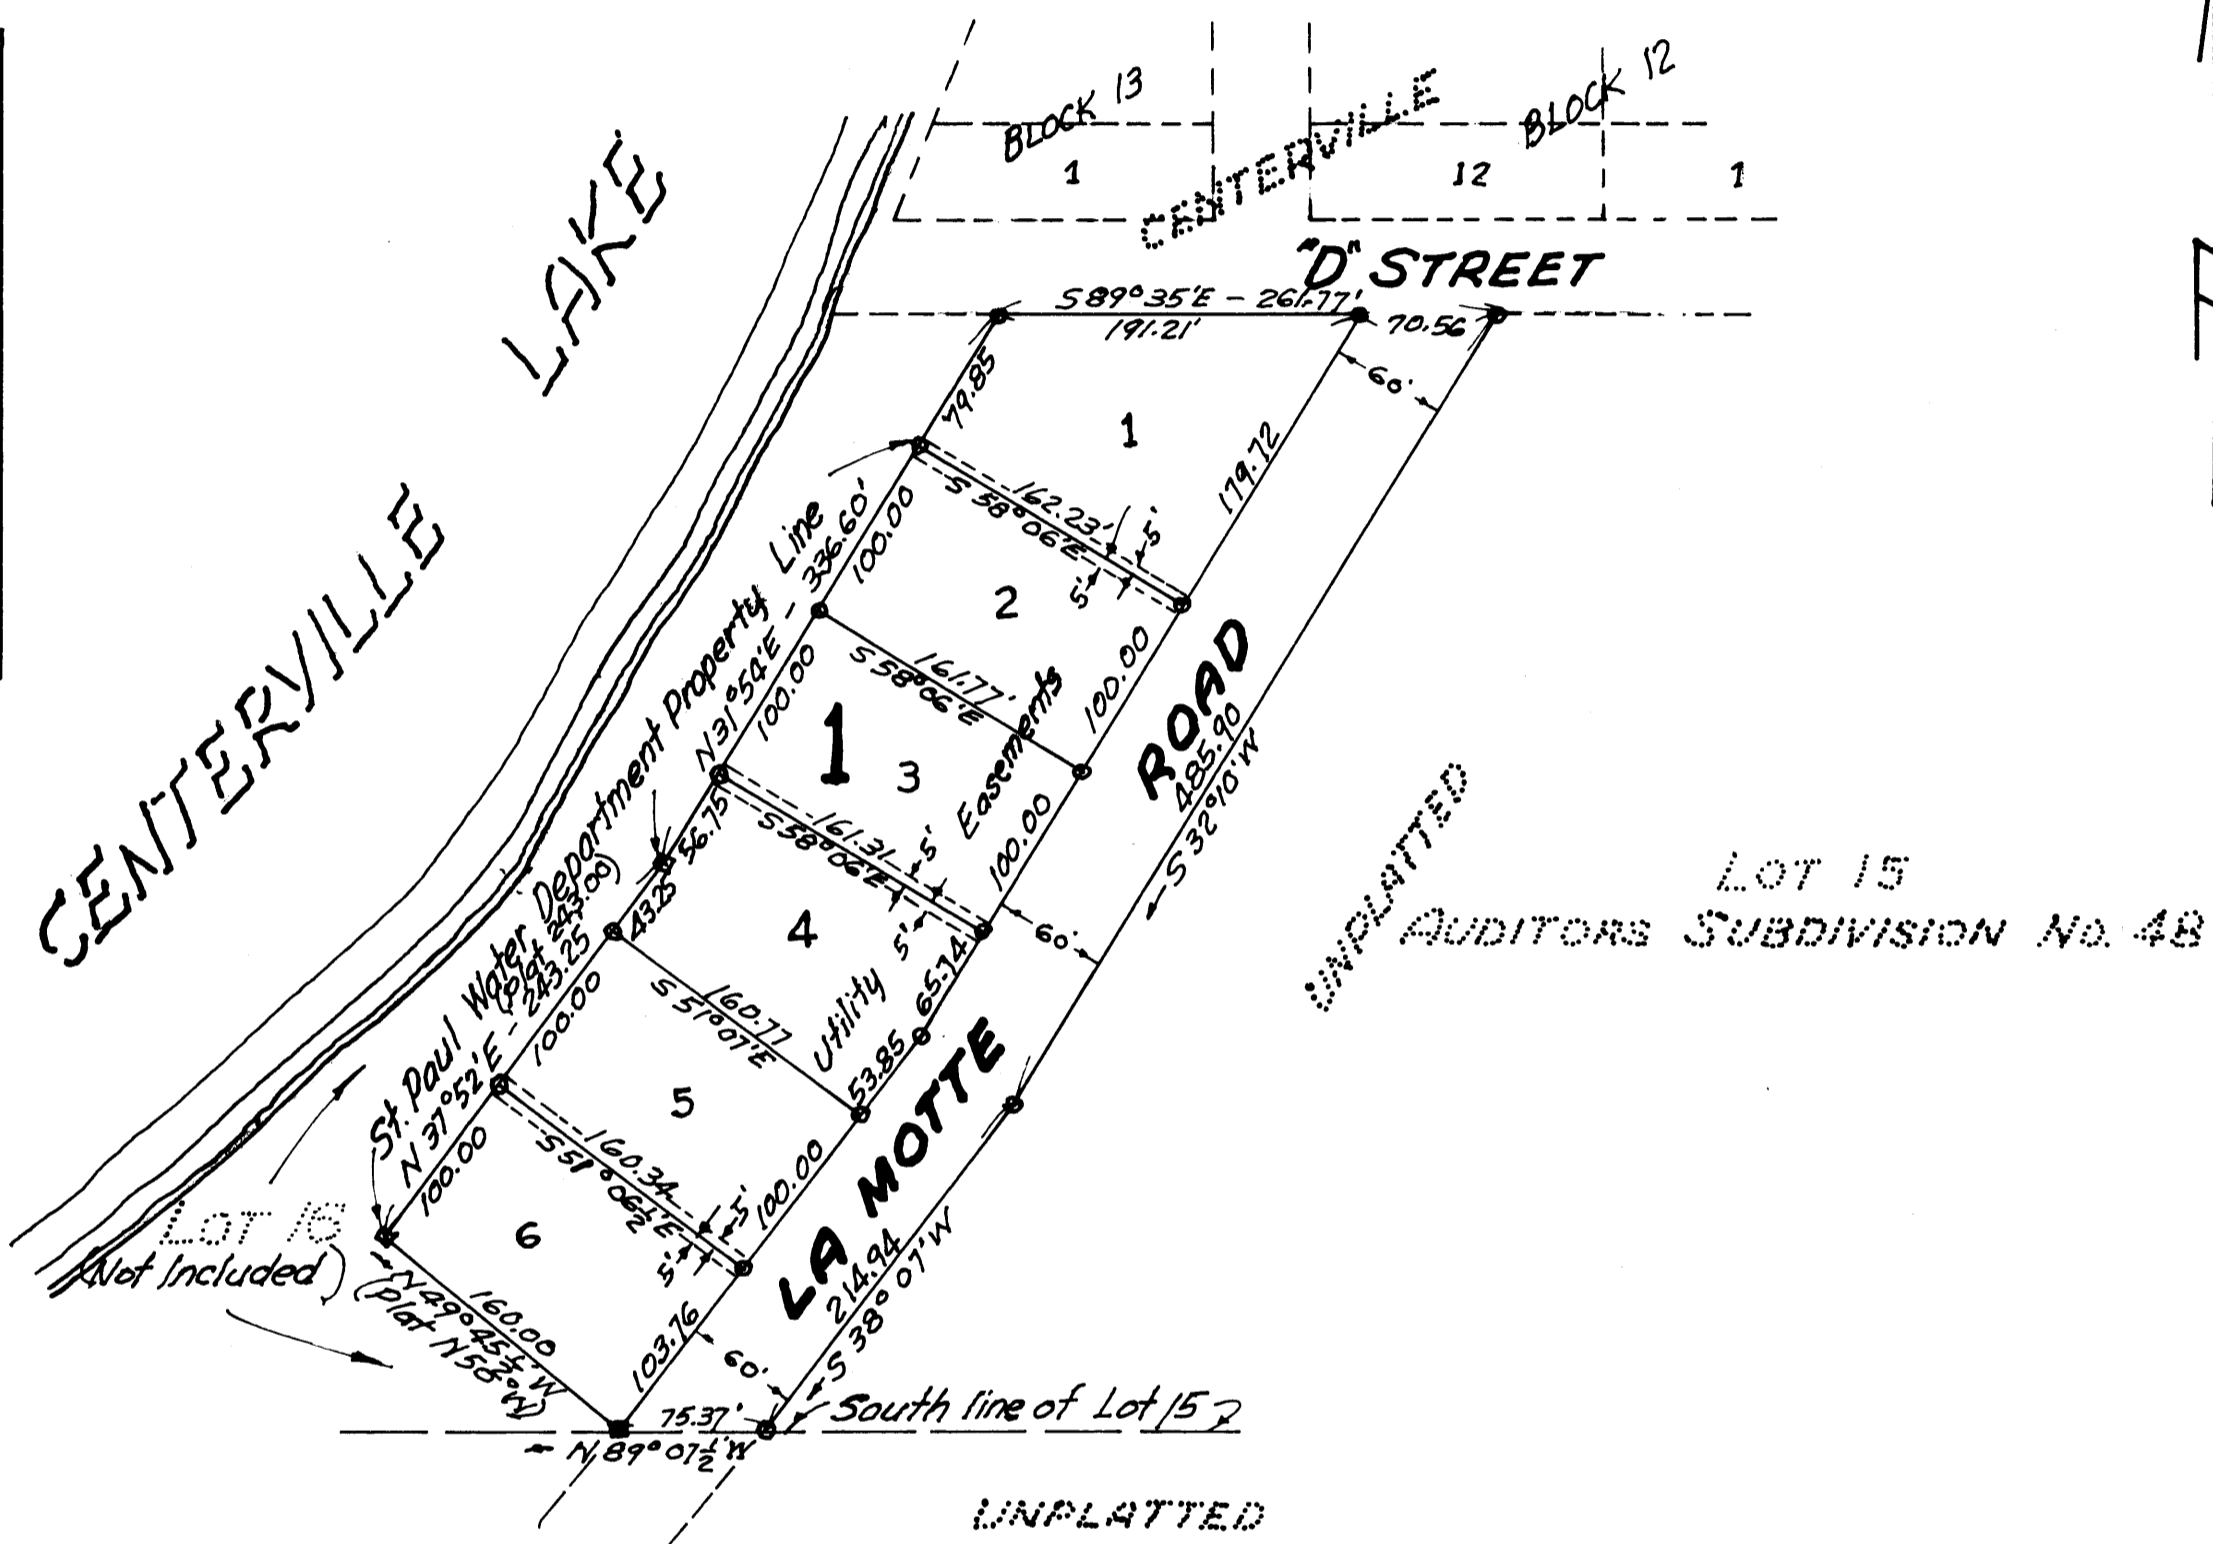 BLOCK 13
1
CENTERVILLE
BLOCK 12
12
1
"D" STREET
S 89° 35' E - 261.77'
191.21'
70.56
60'
CENTERVILLE LAKE
79.85
1
179.72
162.23'
S 58° 06' E
5'
5'
100.00
2
100.00
161.77'
S 58° 06' E
100.00
1
3
100.00
161.31
S 58° 06' E
5'
5'
Utility Easements
St. Paul Water Department Property Line
N 31° 54' E - 336.60'
N 37° 52' E - 243.25
(plat 243.00)
56.75
43.25
4
65.14
53.85
60'
160.77
S 51° 07' E
100.00
5
100.00
160.34
S 51° 06 1/2' E
5'
5'
100.00
6
103.76
160.00
N 49° 45 1/2' W
(plat N 50° W)
LA MOTTE ROAD
485.90
S 32° 10' W
214.94
S 38° 07' W
60'
75.37'
N 89° 07 1/2' W
South line of Lot 15
LOT 16
(Not Included)
UNPLATTED
LOT 15
AUDITORS SUBDIVISION NO. 48
UNPLATTED